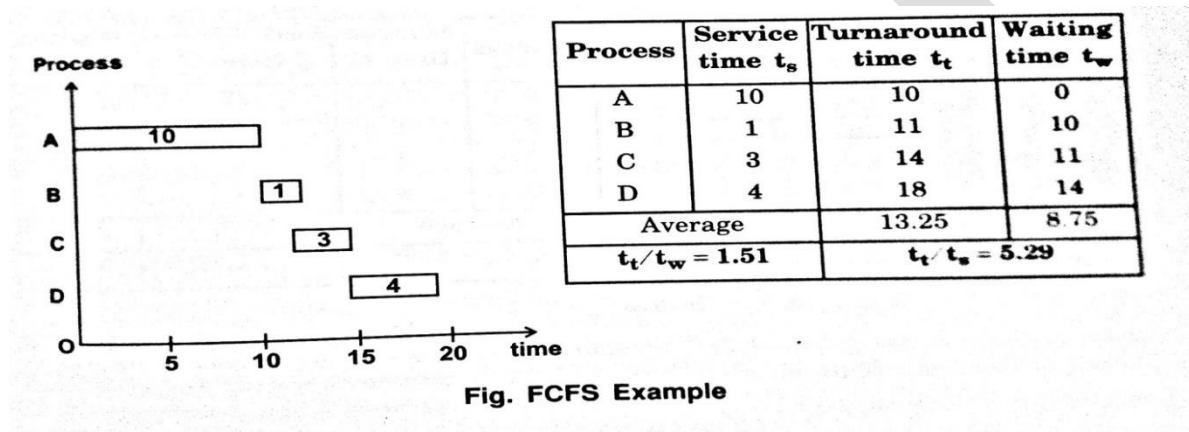 Process
A 10
B 1
C 3
D 4
O 5 10 15 20 time
Process Service time ts Turnaround time tt Waiting time tw
A 10 10 0
B 1 11 10
C 3 14 11
D 4 18 14
Average 13.25 8.75
tt/tw = 1.51 tt/ts = 5.29
Fig. FCFS Example